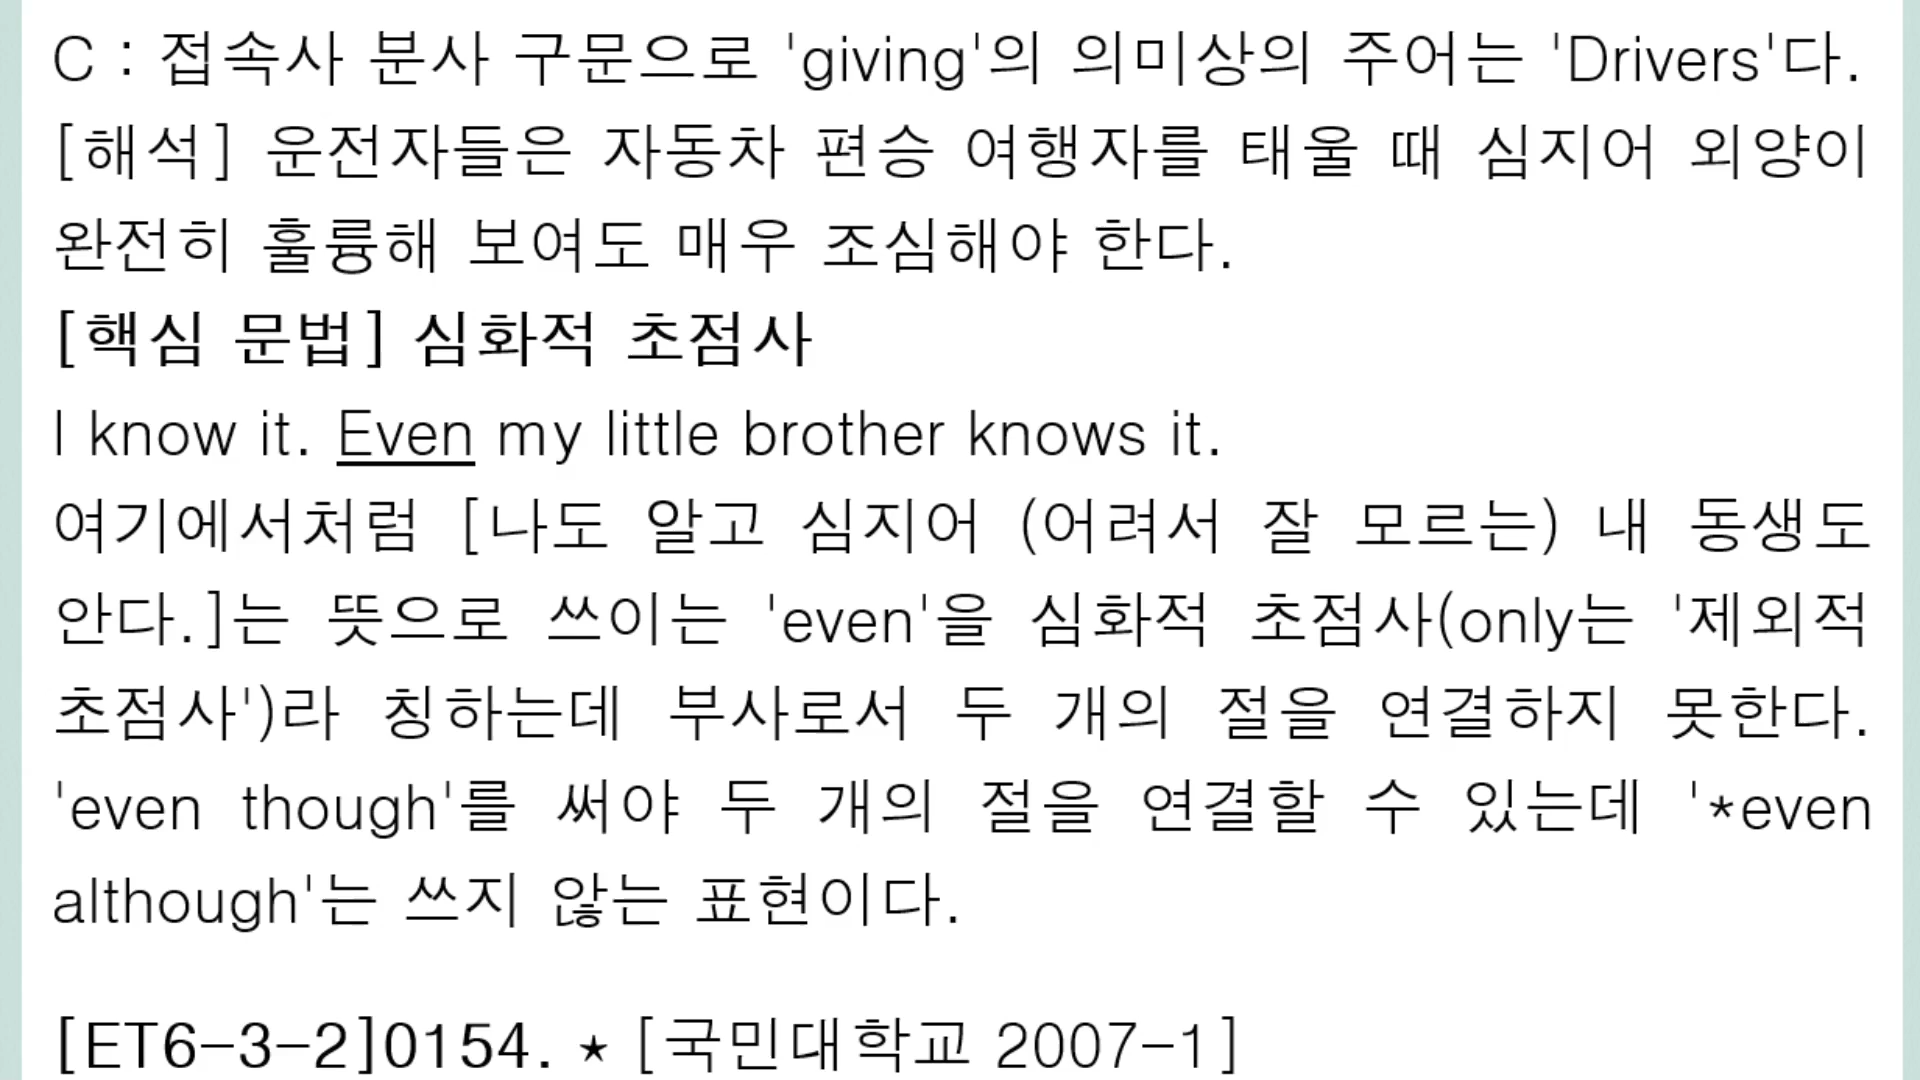 C : 접속사 분사 구문으로 'giving'의 의미상의 주어는 'Drivers'다.
[해석] 운전자들은 자동차 편승 여행자를 태울 때 심지어 외양이
완전히 훌륭해 보여도 매우 조심해야 한다.
[핵심 문법] 심화적 초점사
I know it. Even my little brother knows it.
여기에서처럼 [나도 알고 심지어 (어려서 잘 모르는) 내 동생도
안다.]는 뜻으로 쓰이는 'even'을 심화적 초점사(only는 '제외적
초점사')라 칭하는데 부사로서 두 개의 절을 연결하지 못한다.
'even though'를 써야 두 개의 절을 연결할 수 있는데 '*even
although'는 쓰지 않는 표현이다.
[ET6-3-2]0154. ★ [국민대학교 2007-1]